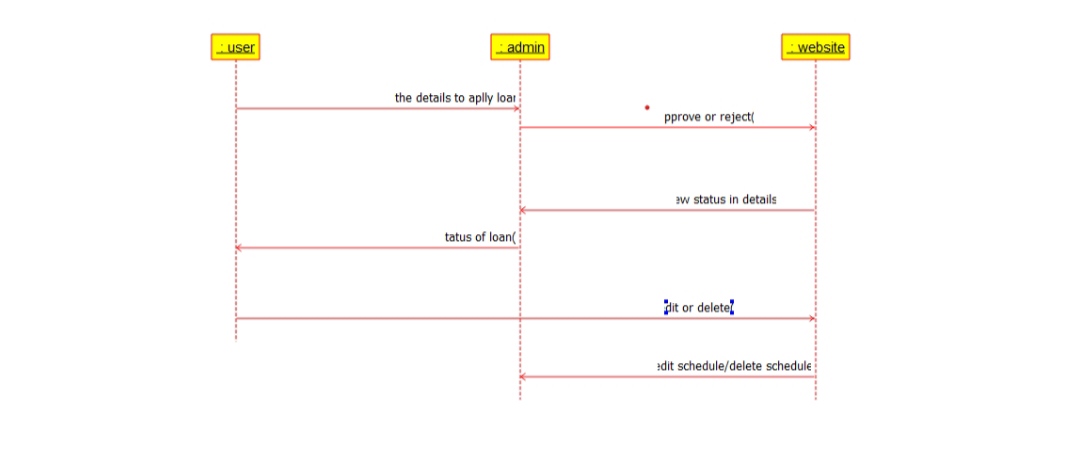 _: user
_: admin
_: website
the details to aplly loan
pprove or reject(
ew status in details
tatus of loan(
dit or delete(
edit schedule/delete schedule